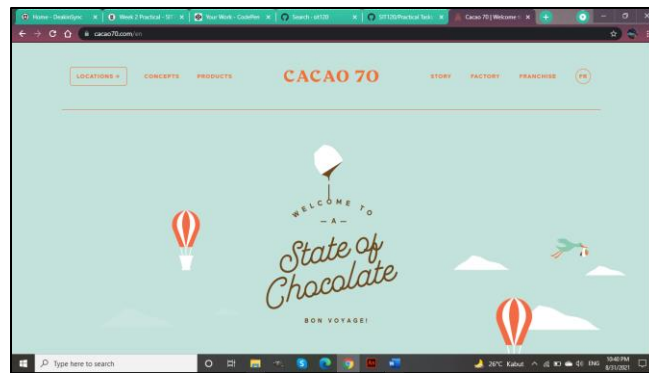 Home - DeakinSync
Week 2 Practical - SIT
Your Work - CodePen
Search - sit120
SIT120/Practical Tasks
Cacao 70 | Welcome
cacao70.com/en
LOCATIONS
CONCEPTS
PRODUCTS
CACAO 70
STORY
FACTORY
FRANCHISE
FR
WELCOME TO
— A —
State of
Chocolate
BON VOYAGE!
Type here to search
26°C Kabut
ENG
10:40 PM
8/31/2021